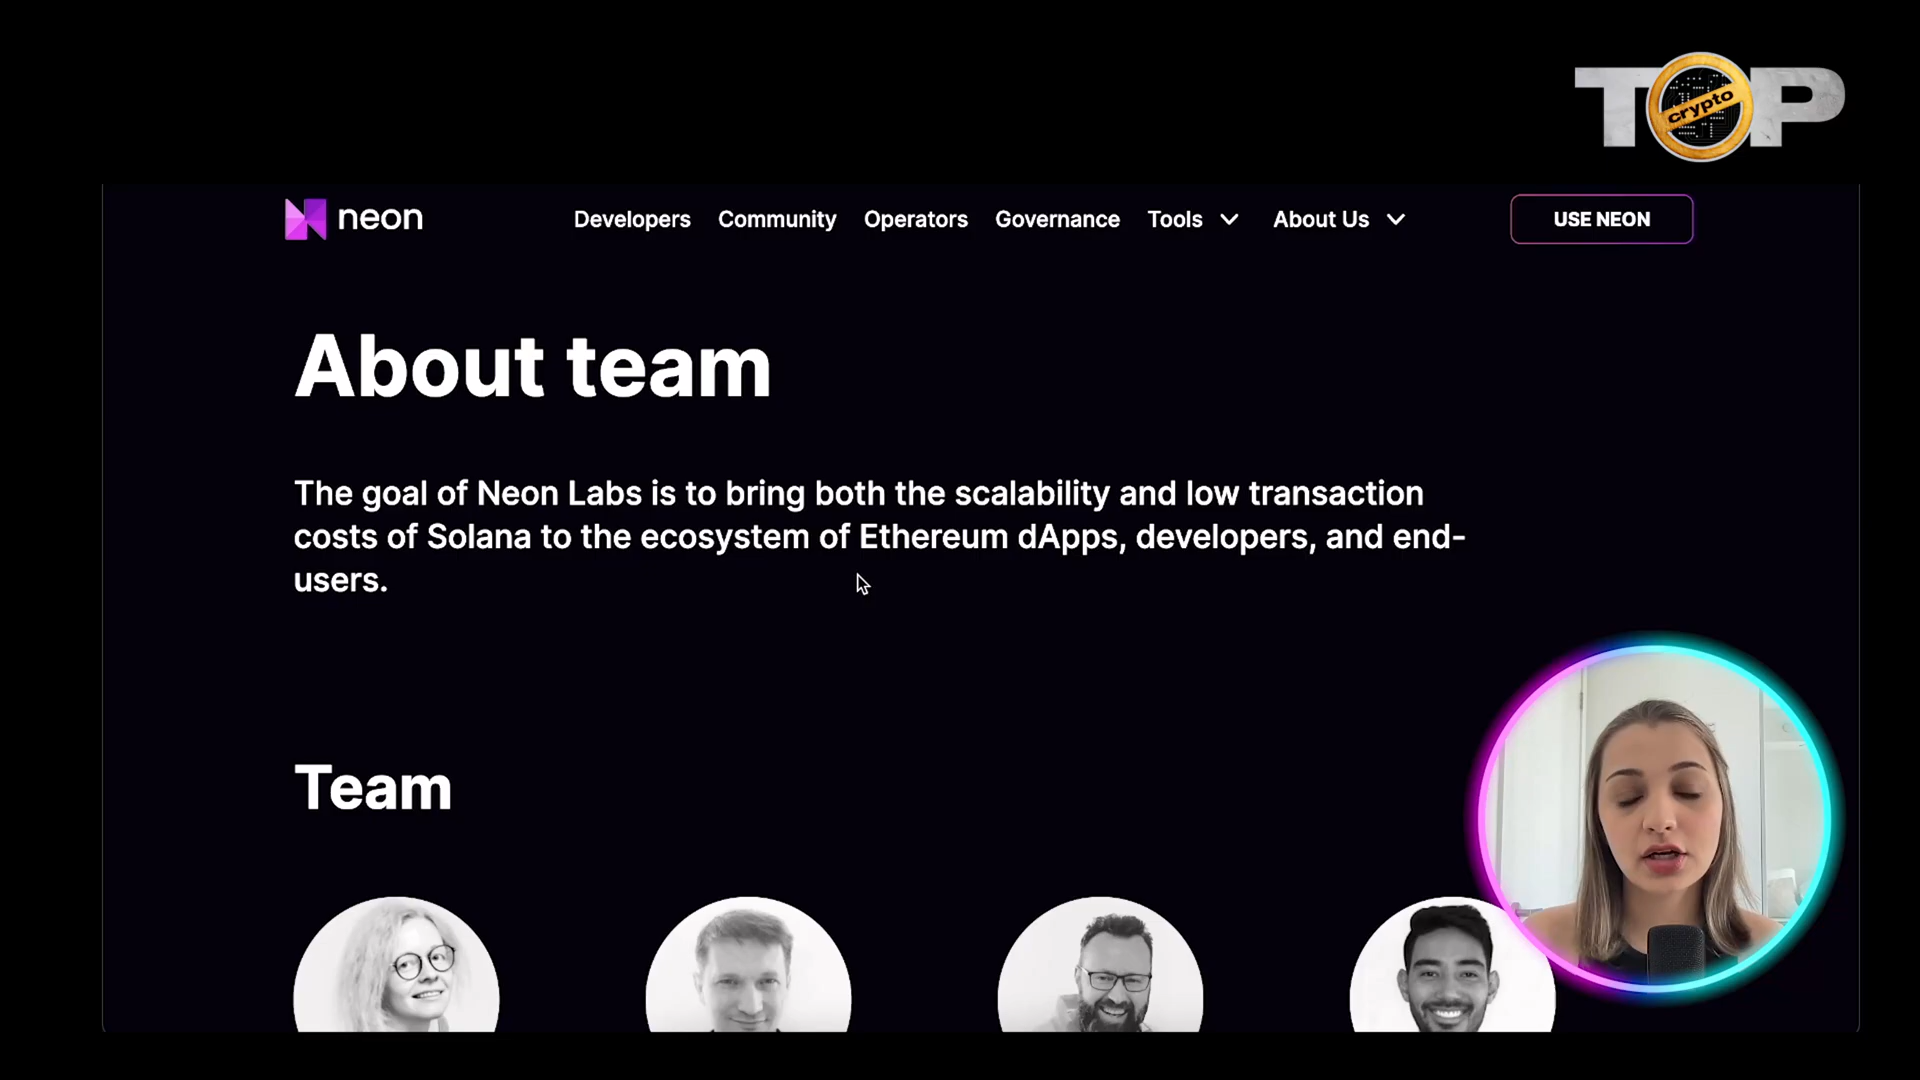 TOP
crypto
neon
Developers Community Operators Governance Tools About Us USE NEON
About team
The goal of Neon Labs is to bring both the scalability and low transaction
costs of Solana to the ecosystem of Ethereum dApps, developers, and end-
users.
Team